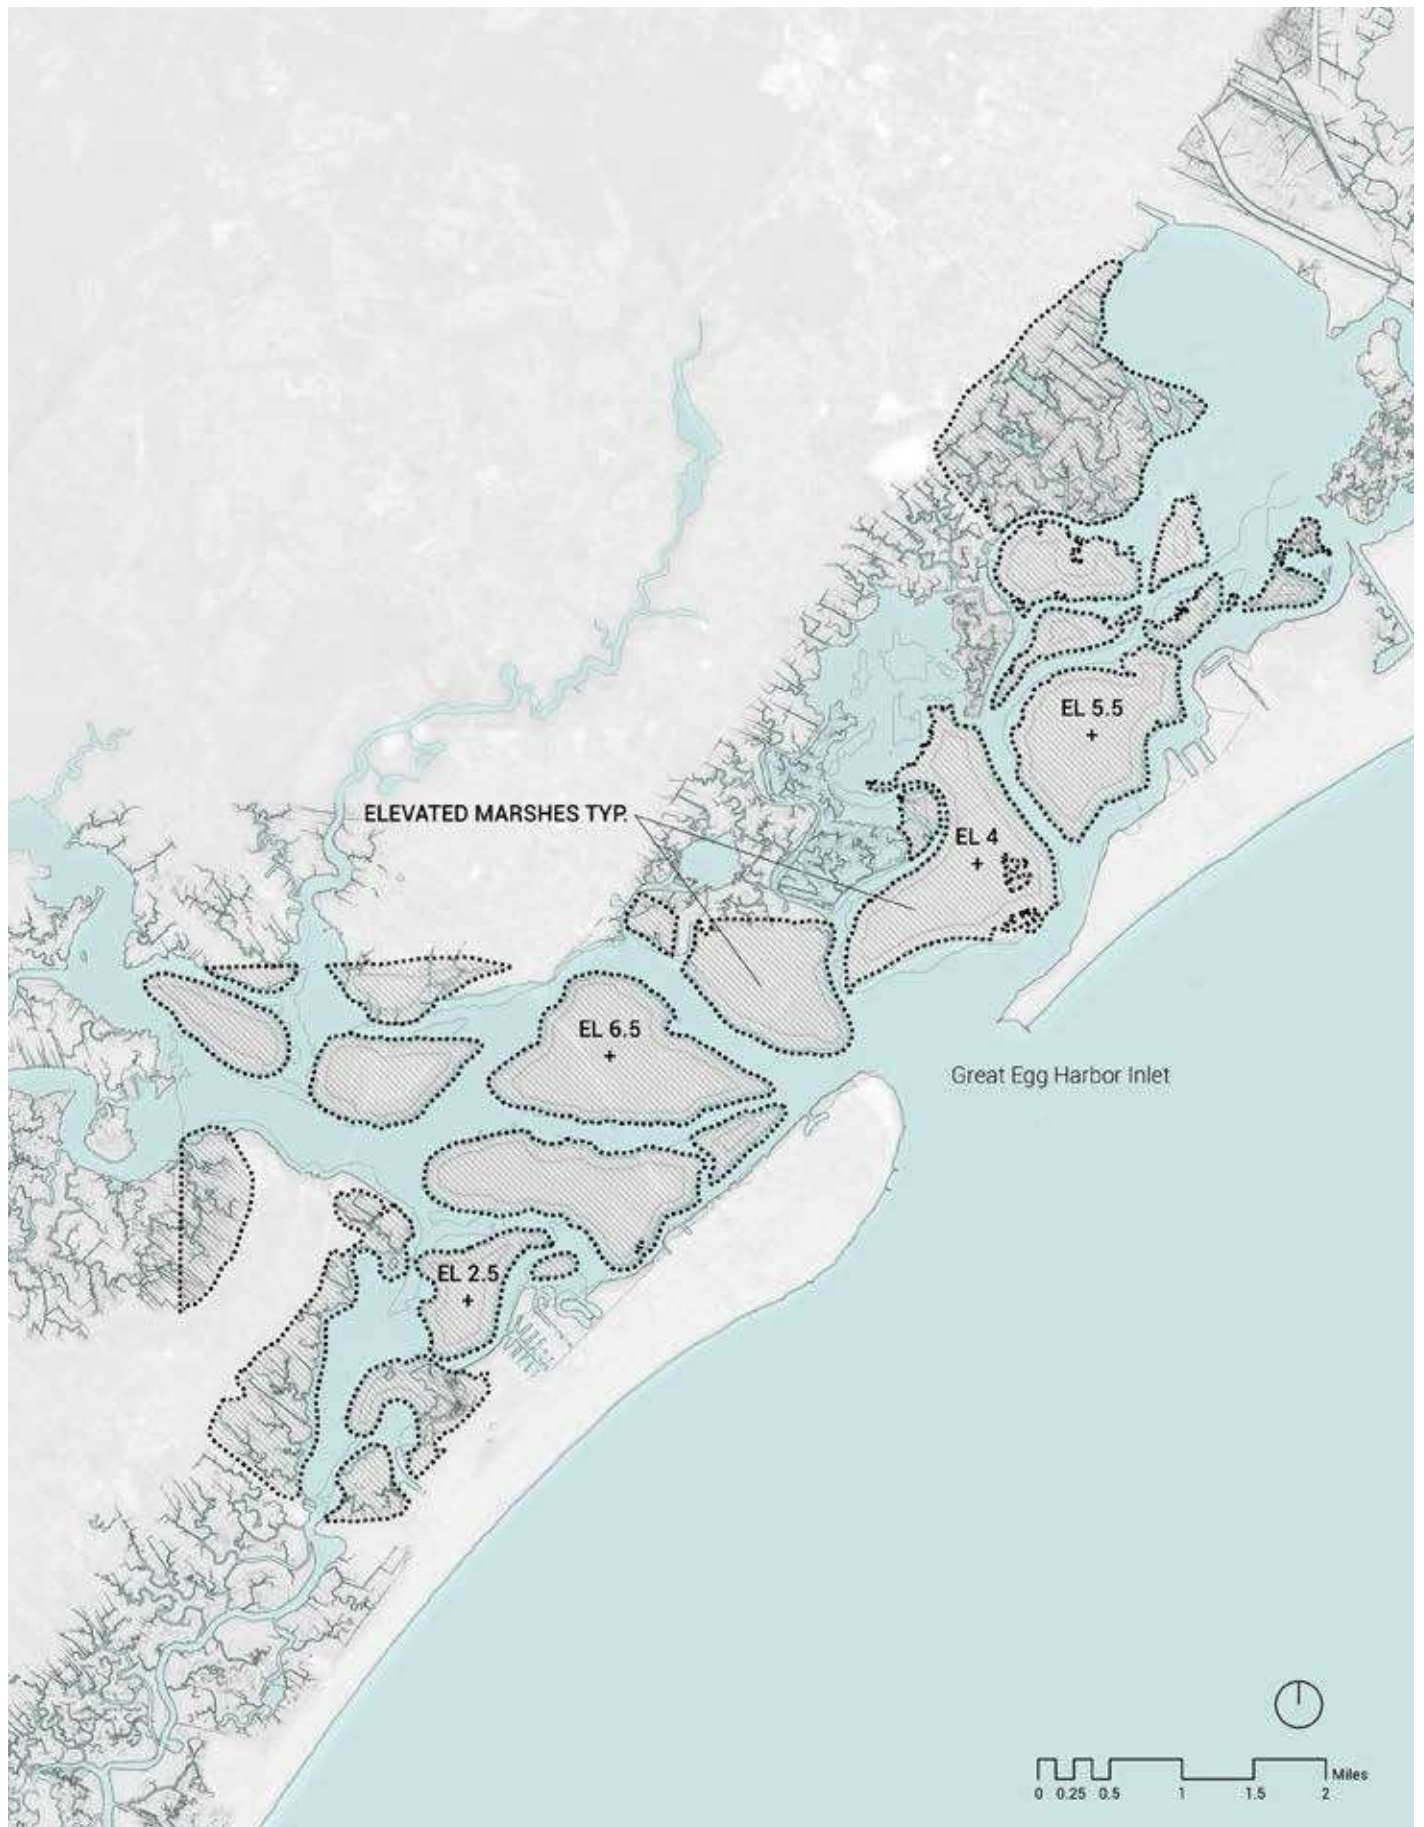 EL 5.5
+
ELEVATED MARSHES TYP.
EL 4
+
EL 6.5
+
Great Egg Harbor Inlet
EL 2.5
+
Miles
0 0.25 0.5 1 1.5 2